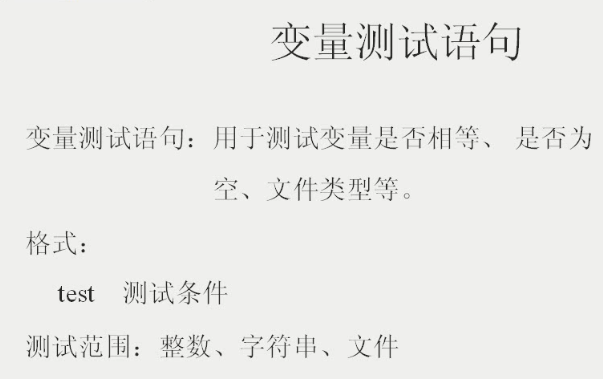 变量测试语句
变量测试语句：用于测试变量是否相等、是否为
空、文件类型等。
格式：
test 测试条件
测试范围：整数、字符串、文件